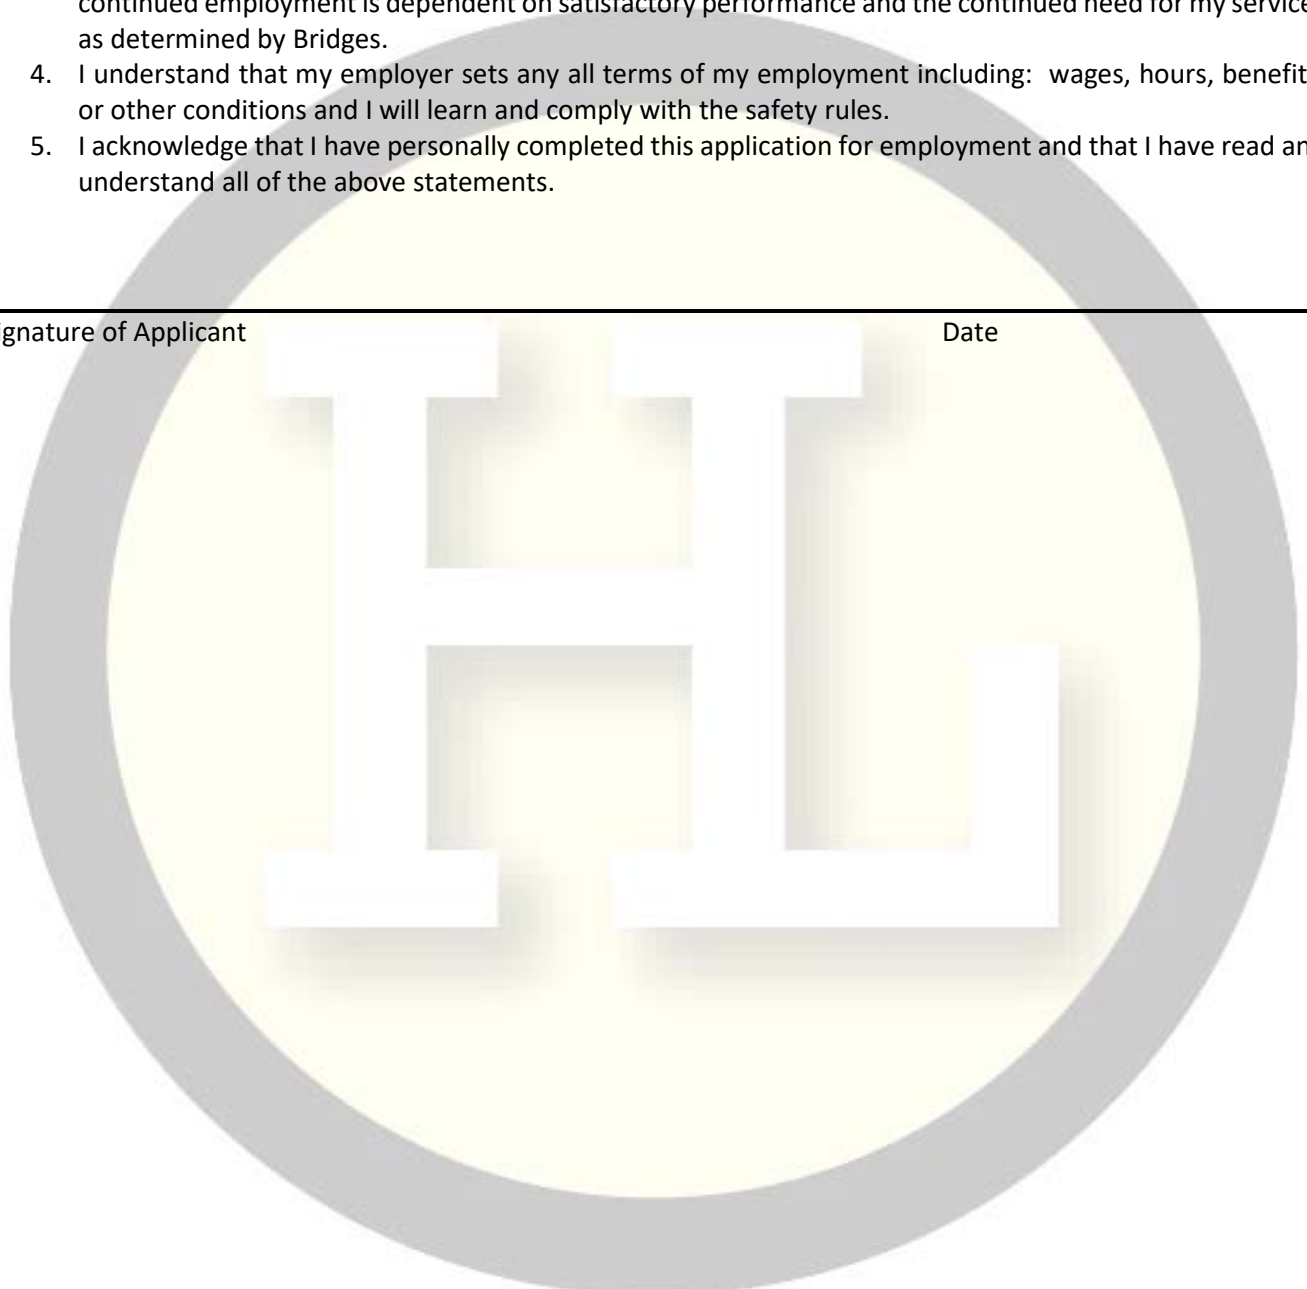 continued employment is dependent on satisfactory performance and the continued need for my service
as determined by Bridges.
4. I understand that my employer sets any all terms of my employment including: wages, hours, benefit
or other conditions and I will learn and comply with the safety rules.
5. I acknowledge that I have personally completed this application for employment and that I have read an
understand all of the above statements.
ignature of Applicant Date
HL